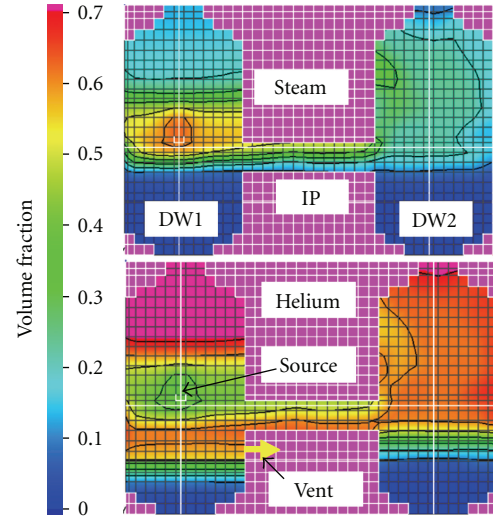 0.7
0.6
0.5
0.4
0.3
0.2
0.1
0
Volume fraction
Steam
IP
DW1
DW2
Helium
Source
Vent